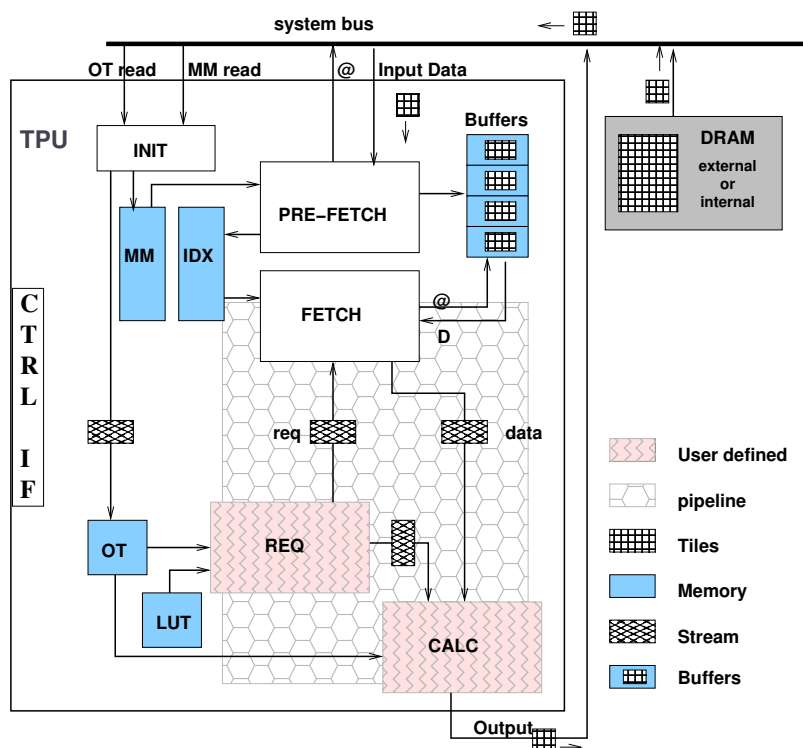 system bus
OT read
MM read
@
Input Data
TPU
INIT
Buffers
DRAM
external
or
internal
PRE−FETCH
MM
IDX
FETCH
@
D
C
T
R
L
I
F
req
data
User defined
pipeline
OT
REQ
Tiles
LUT
Memory
CALC
Stream
Buffers
Output